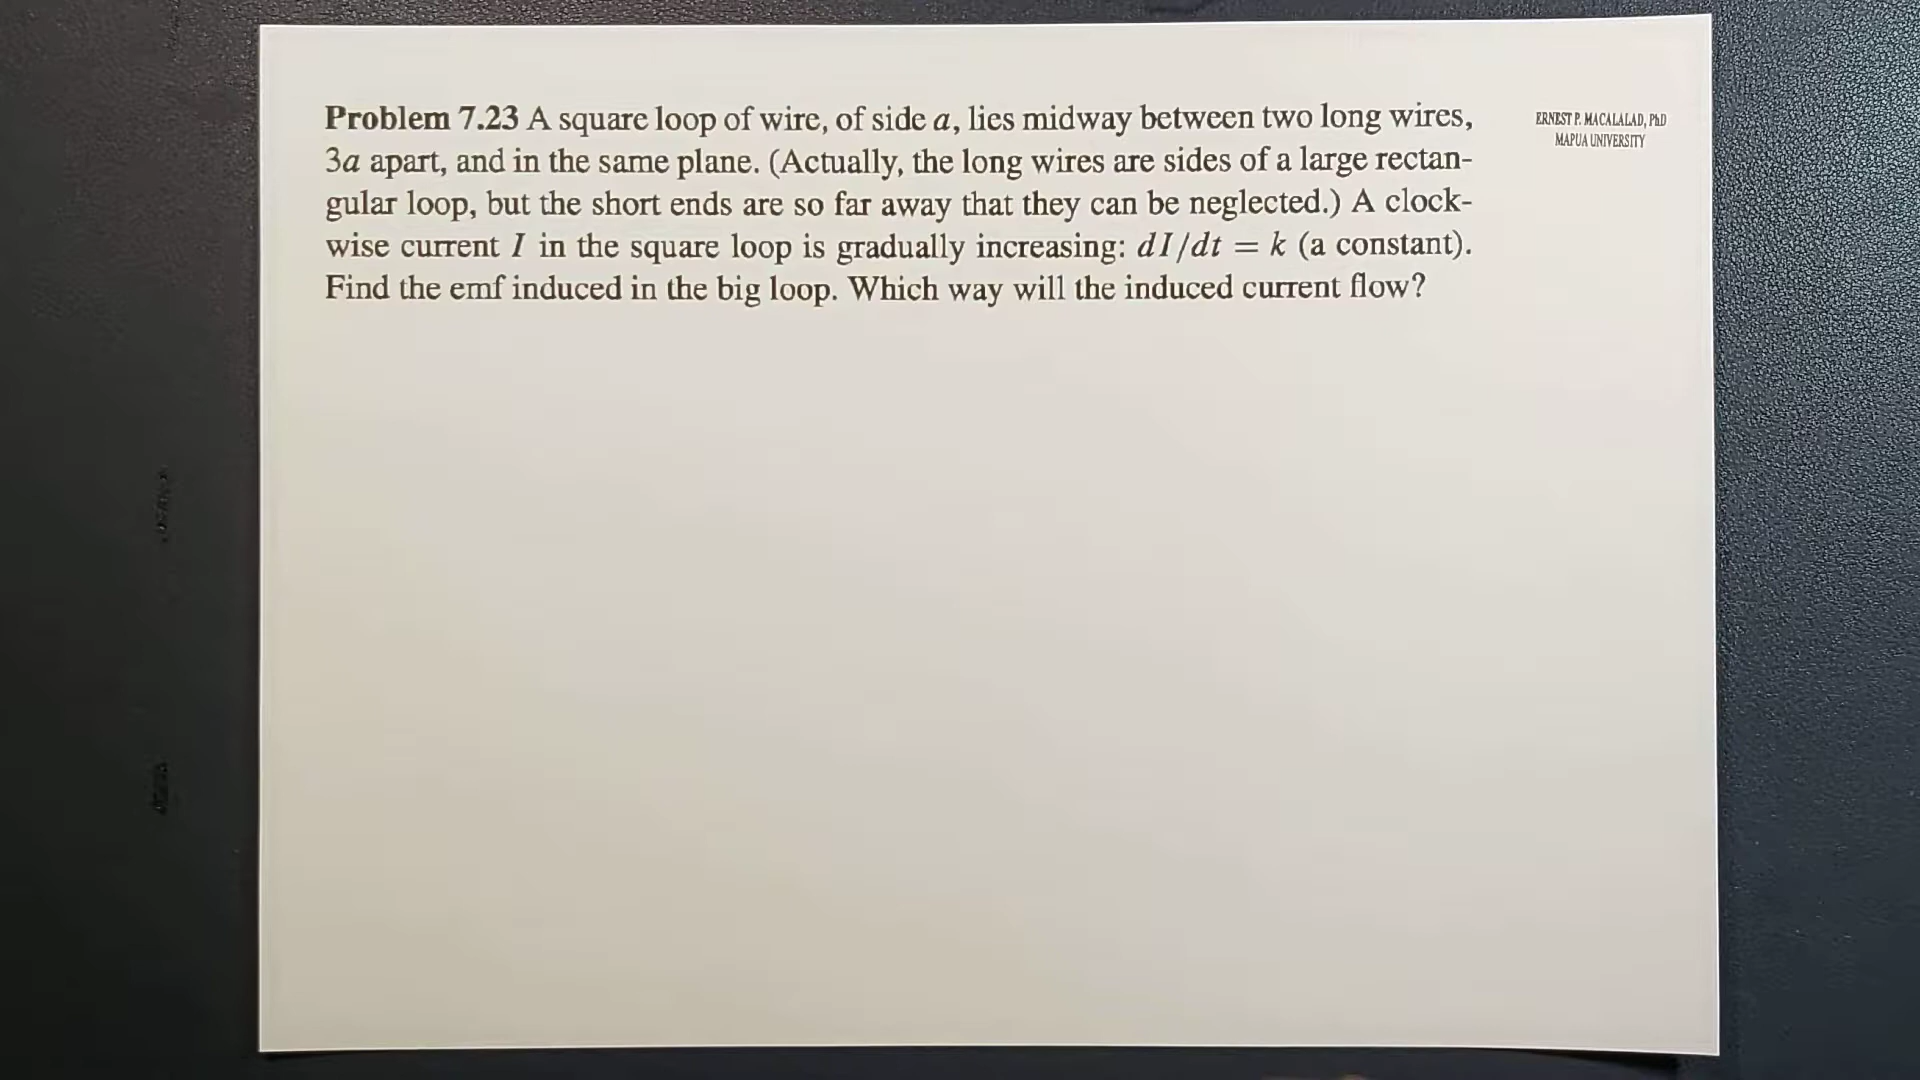 Problem 7.23 A square loop of wire, of side a, lies midway between two long wires,
3a apart, and in the same plane. (Actually, the long wires are sides of a large rectan-
gular loop, but the short ends are so far away that they can be neglected.) A clock-
wise current I in the square loop is gradually increasing: dI/dt = k (a constant).
Find the emf induced in the big loop. Which way will the induced current flow?
ERNEST P. MACALALAD, PhD
MAPUA UNIVERSITY